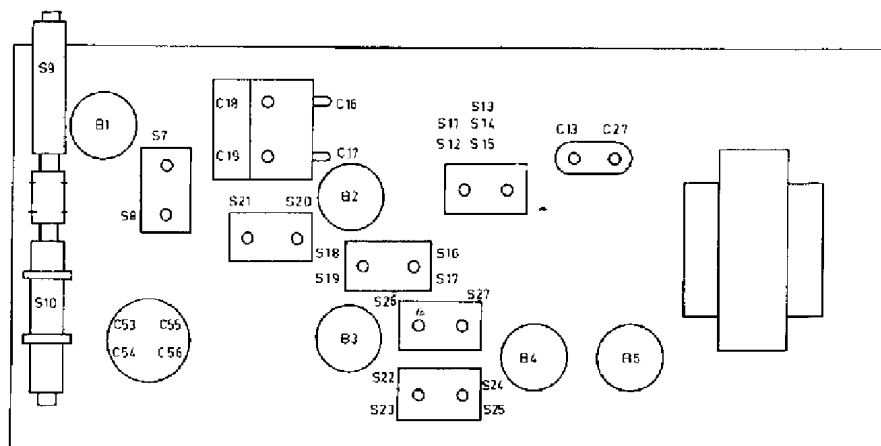 S9
B1
S7
S8
C18
C16
C19
C17
S13
S11 S14
S12 S15
C13 C27
B2
S21 S20
S18 S16
S19 S17
S26 S27
S10
C53 C55
C54 C56
B3
B4
B5
S22 S24
S23 S25